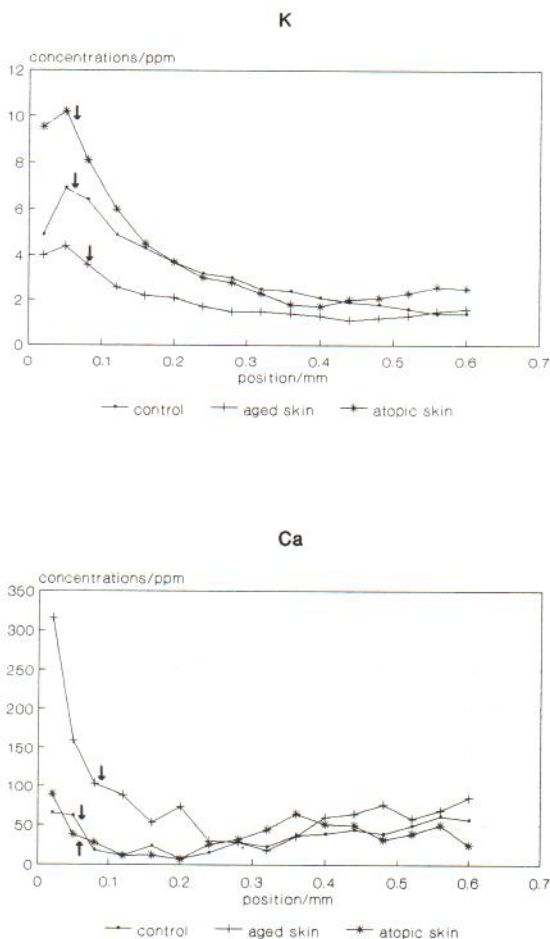 K
concentrations/ppm
12
10
8
6
4
2
0
0 0.1 0.2 0.3 0.4 0.5 0.6 0.7
position/mm
control aged skin atopic skin
Ca
concentrations/ppm
350
300
250
200
150
100
50
0
0 0.1 0.2 0.3 0.4 0.5 0.6 0.7
position/mm
control aged skin atopic skin